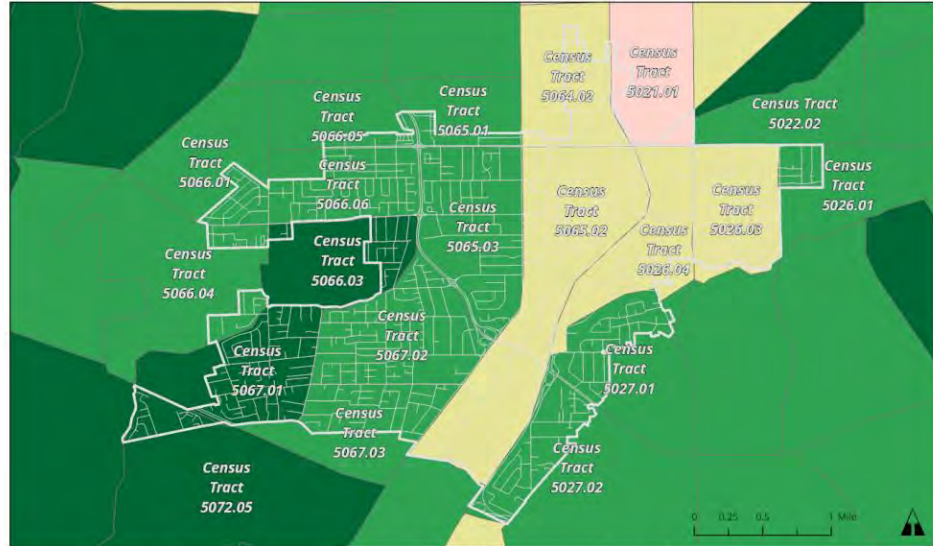 Census
Tract
5064.02
Census
Tract
5021.01
Census
Tract
5066.05
Census
Tract
5065.01
Census Tract
5022.02
Census
Tract
5066.01
Census
Tract
5066.06
Census
Tract
5026.01
Census
Tract
5065.03
Census
Tract
5065.02
Census
Tract
5026.03
Census
Tract
5026.04
Census
Tract
5066.03
Census
Tract
5066.04
Census
Tract
5067.02
Census
Tract
5067.01
Census
Tract
5027.01
Census
Tract
5067.03
Census
Tract
5027.02
Census
Tract
5072.05
0 0.25 0.5 1 Mile